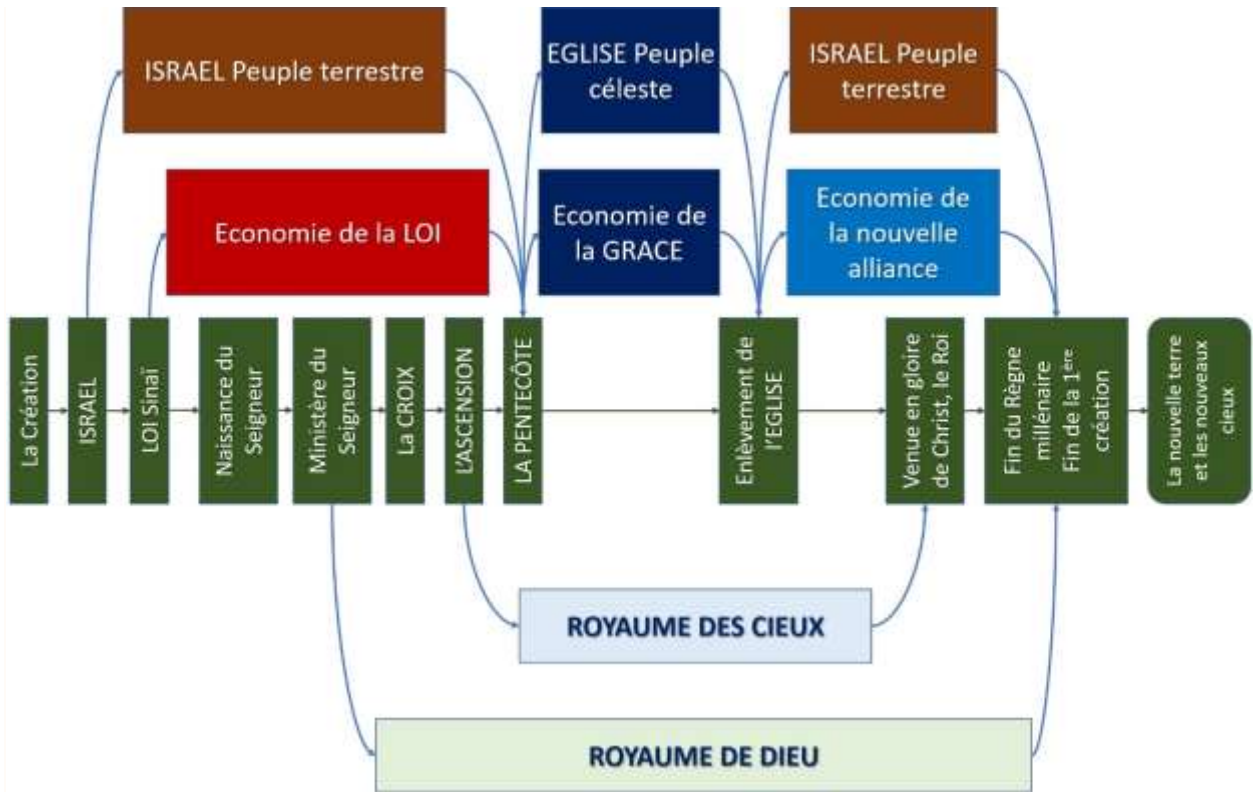 ISRAEL Peuple terrestre
EGLISE Peuple
céleste
ISRAEL Peuple
terrestre
Economie de la LOI
Economie de
la GRACE
Economie de
la nouvelle
alliance
La Création
ISRAEL
LOI Sinaï
Naissance du
Seigneur
Ministère du
Seigneur
La CROIX
L'ASCENSION
LA PENTECÔTE
Enlèvement de
l'EGLISE
Venue en gloire
de Christ, le Roi
Fin du Règne
millénaire
Fin de la 1ere
création
La nouvelle terre
et les nouveaux
cieux
ROYAUME DES CIEUX
ROYAUME DE DIEU